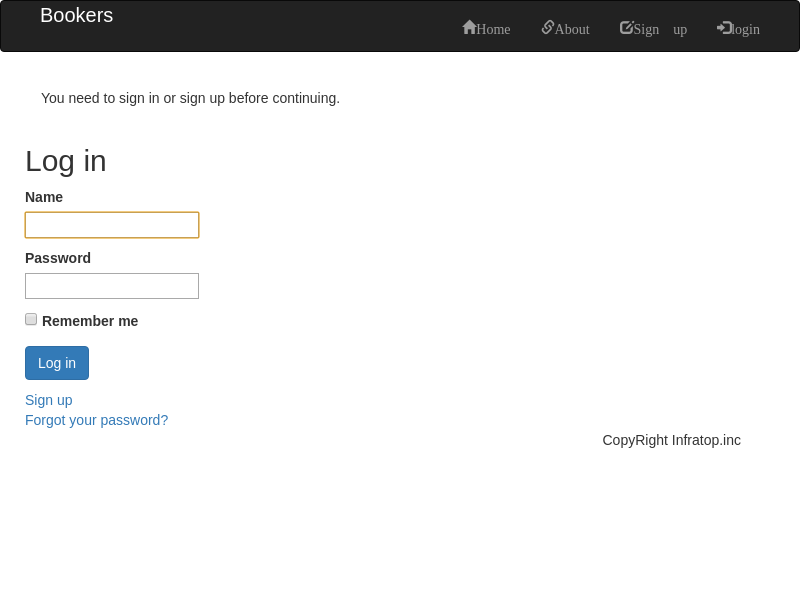 Bookers
Home About Sign up login
You need to sign in or sign up before continuing.
Log in
Name
Password
Remember me
Log in
Sign up
Forgot your password?
CopyRight Infratop.inc